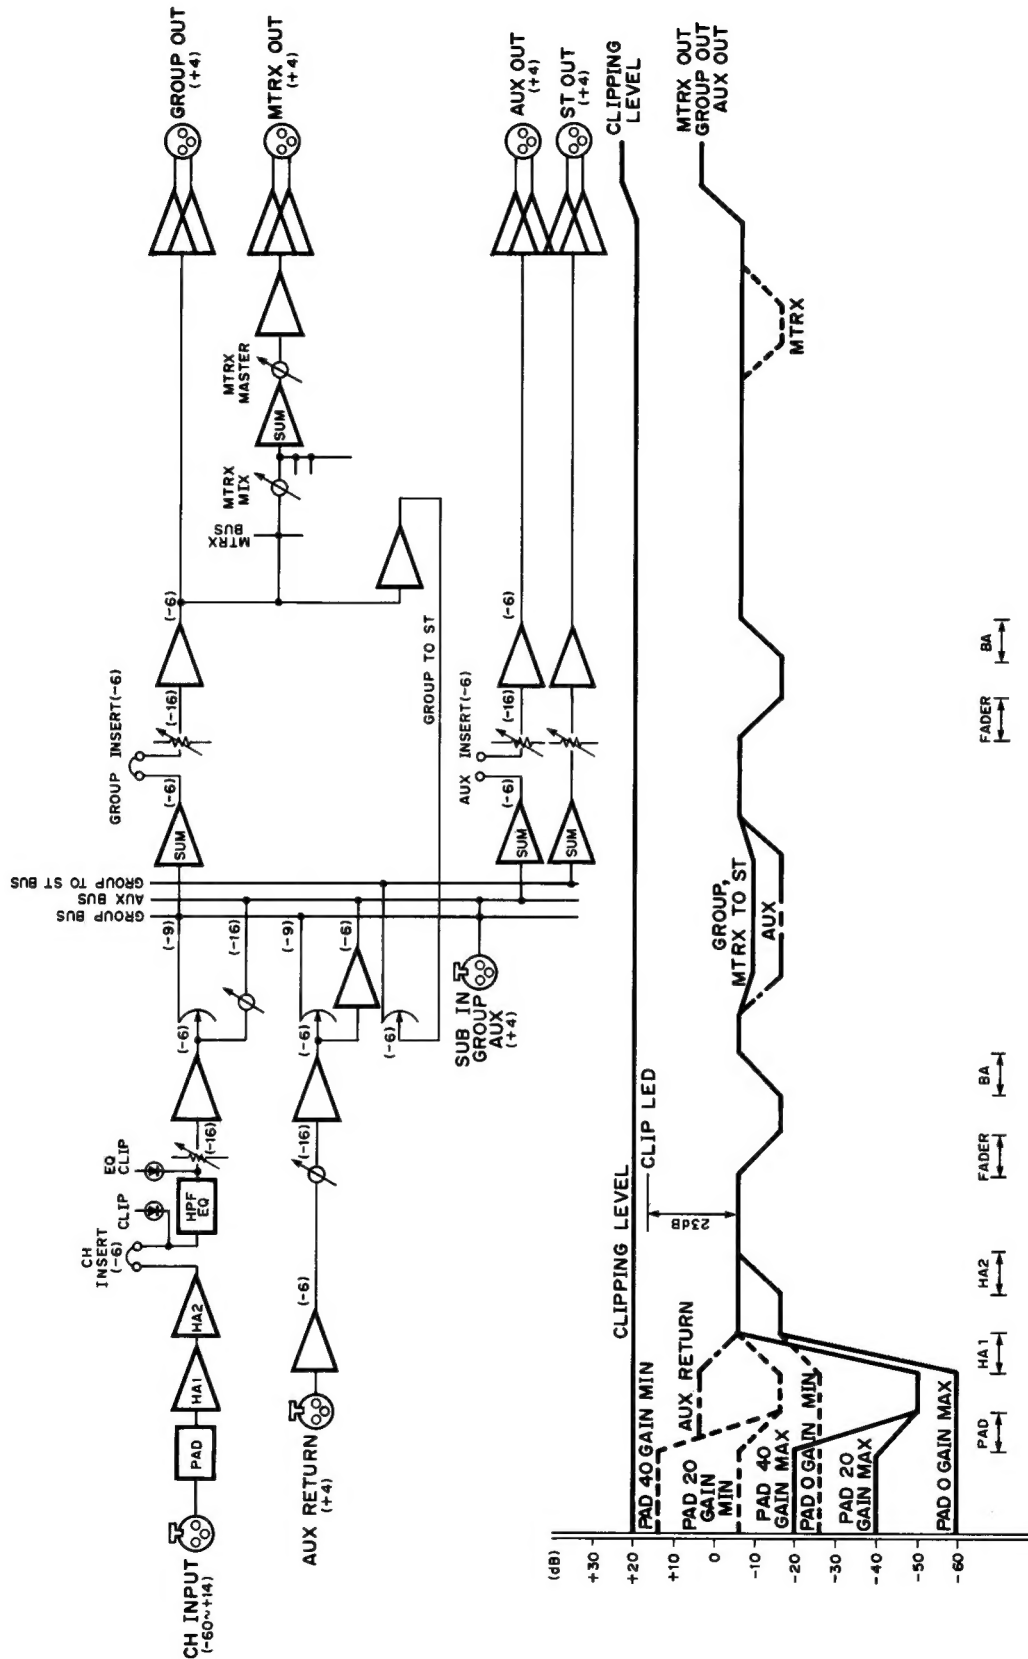 CH INPUT
(-60~+14)
PAD
HA1
HA2
CH
INSERT
(-6)
CLIP
EQ
CLIP
HPF
EQ
(-16)
(-6)
(-9)
(-16)
GROUP BUS
AUX BUS
GROUP TO ST BUS
SUM
(-6)
GROUP INSERT(-6)
(-16)
(-6)
MTRX
BUS
MTRX
MIX
SUM
MTRX
MASTER
GROUP OUT
(+4)
MTRX OUT
(+4)
AUX RETURN
(+4)
(-6)
(-16)
(-6)
(-9)
(-6)
(-6)
GROUP TO ST
SUB IN
GROUP
AUX
(+4)
SUM
SUM
(-6)
AUX INSERT(-6)
(-16)
(-6)
AUX OUT
(+4)
ST OUT
(+4)
(dB)
+30
+20
+10
0
-10
-20
-30
-40
-50
-60
CLIPPING LEVEL
CLIP LED
23dB
CLIPPING
LEVEL
PAD 40 GAIN MIN
AUX RETURN
PAD 20
GAIN
MIN
PAD 40
GAIN MAX
PAD 0 GAIN MIN
PAD 20
GAIN MAX
PAD 0 GAIN MAX
GROUP,
MTRX TO ST
AUX
MTRX
MTRX OUT
GROUP OUT
AUX OUT
PAD
HA1
HA2
FADER
BA
FADER
BA